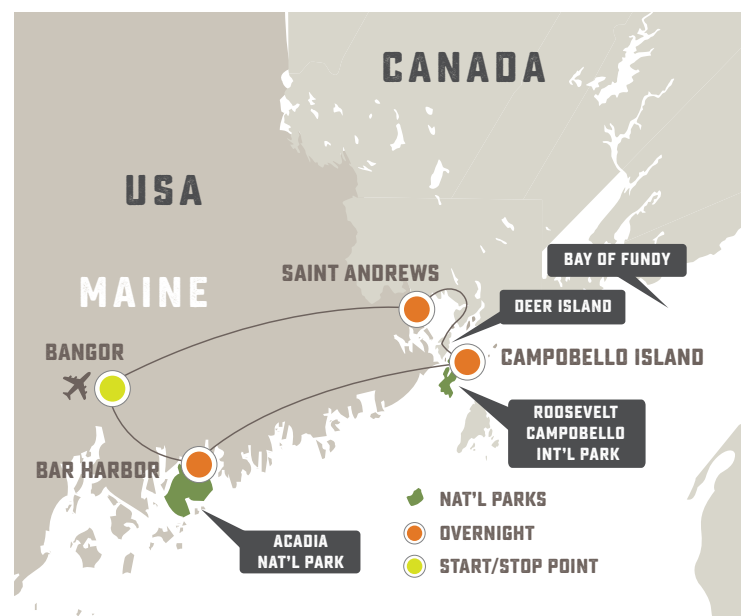 CANADA
USA
BAY OF FUNDY
SAINT ANDREWS
MAINE
DEER ISLAND
BANGOR
CAMPOBELLO ISLAND
ROOSEVELT
CAMPOBELLO
INT'L PARK
BAR HARBOR
NAT'L PARKS
OVERNIGHT
ACADIA
NAT'L PARK
START/STOP POINT